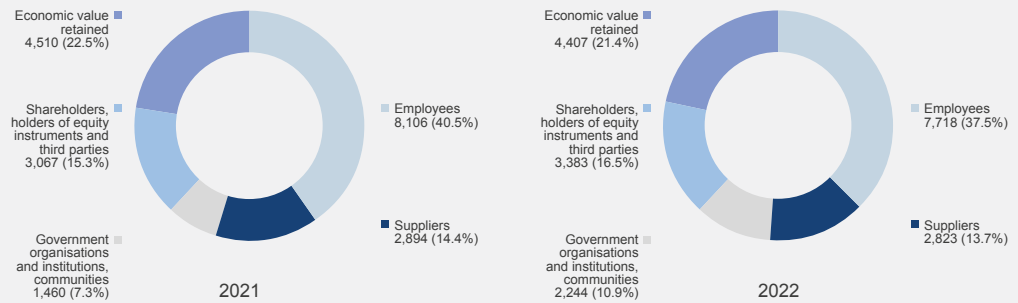 Economic value
retained
4,510 (22.5%)
Shareholders,
holders of equity
instruments and
third parties
3,067 (15.3%)
Government
organisations
and institutions,
communities
1,460 (7.3%)
Employees
8,106 (40.5%)
Suppliers
2,894 (14.4%)
2021
Economic value
retained
4,407 (21.4%)
Shareholders,
holders of equity
instruments and
third parties
3,383 (16.5%)
Government
organisations
and institutions,
communities
2,244 (10.9%)
Employees
7,718 (37.5%)
Suppliers
2,823 (13.7%)
2022